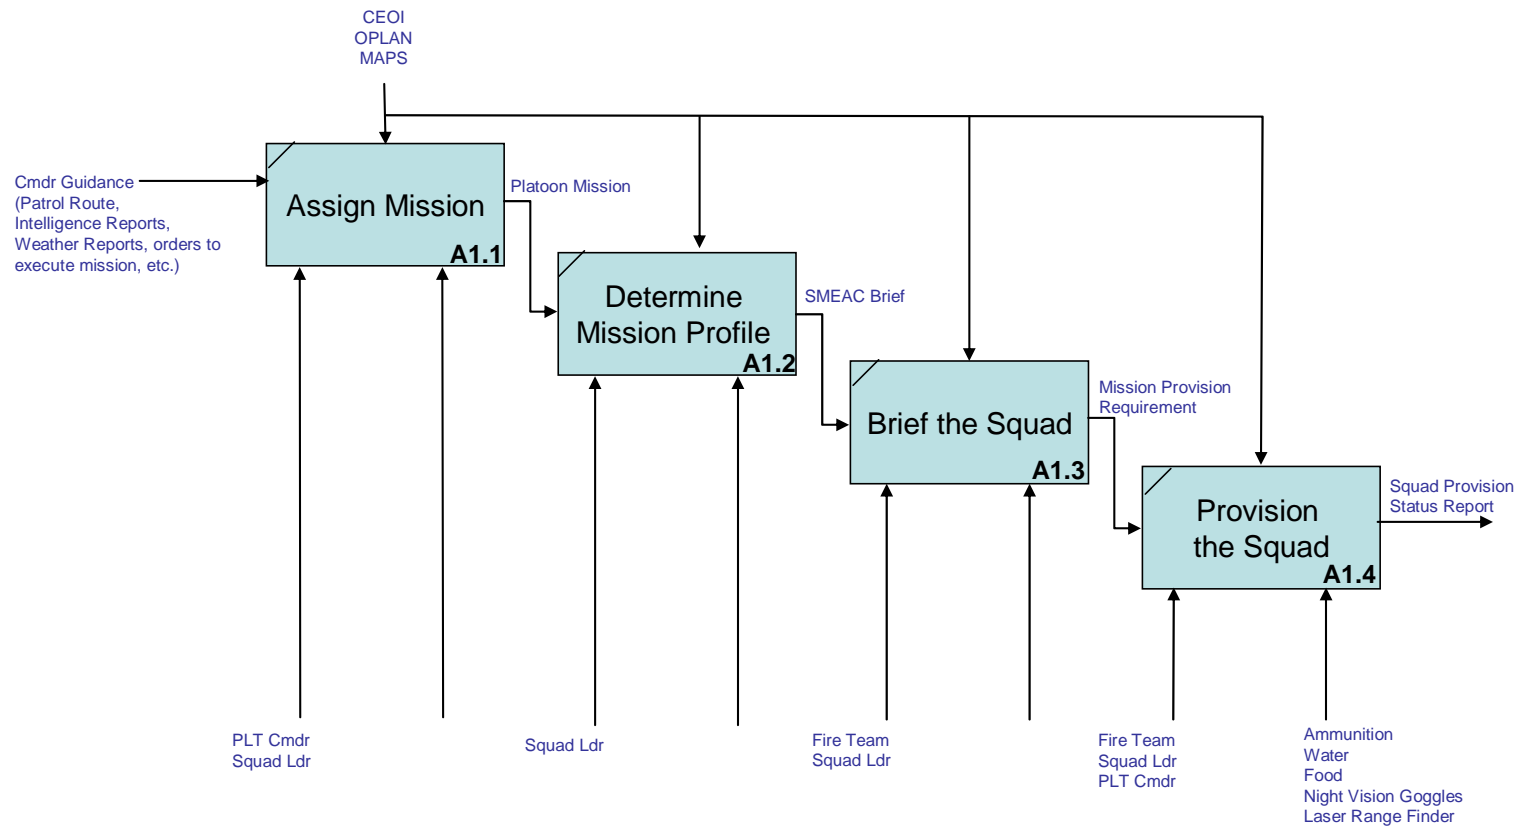 CEOI
OPLAN
MAPS
Cmdr Guidance
(Patrol Route,
Intelligence Reports,
Weather Reports, orders to
execute mission, etc.)
Assign Mission
A1.1
Platoon Mission
Determine
Mission Profile
A1.2
SMEAC Brief
Brief the Squad
A1.3
Mission Provision
Requirement
Provision
the Squad
A1.4
Squad Provision
Status Report
PLT Cmdr
Squad Ldr
Squad Ldr
Fire Team
Squad Ldr
Fire Team
Squad Ldr
PLT Cmdr
Ammunition
Water
Food
Night Vision Goggles
Laser Range Finder